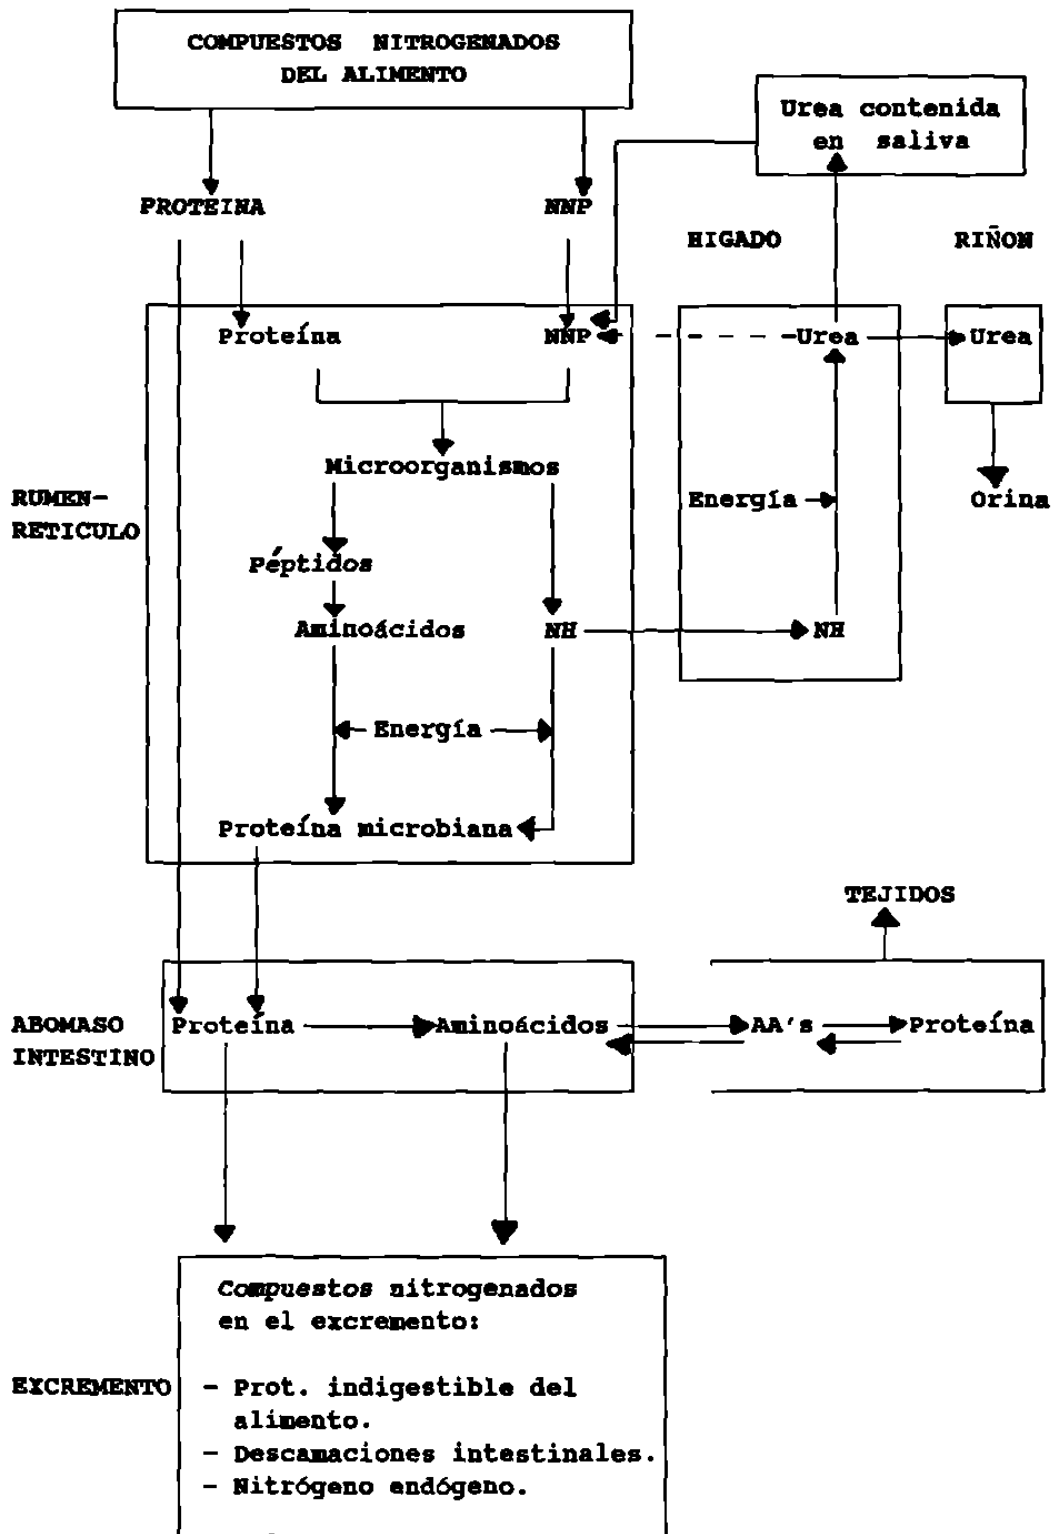 COMPUESTOS NITROGENADOS
DEL ALIMENTO
Urea contenida
en saliva
PROTEINA
NNP
HIGADO
RIÑON
Proteína
NNP
Urea
Urea
Microorganismos
RUMEN-
RETICULO
Energía
Orina
Péptidos
Aminoácidos
NH
NH
Energía
Proteína microbiana
TEJIDOS
ABOMASO
INTESTINO
Proteína
Aminoácidos
AA's
Proteína
Compuestos nitrogenados
en el excremento:
EXCREMENTO
- Prot. indigestible del
alimento.
- Descamaciones intestinales.
- Nitrógeno endógeno.